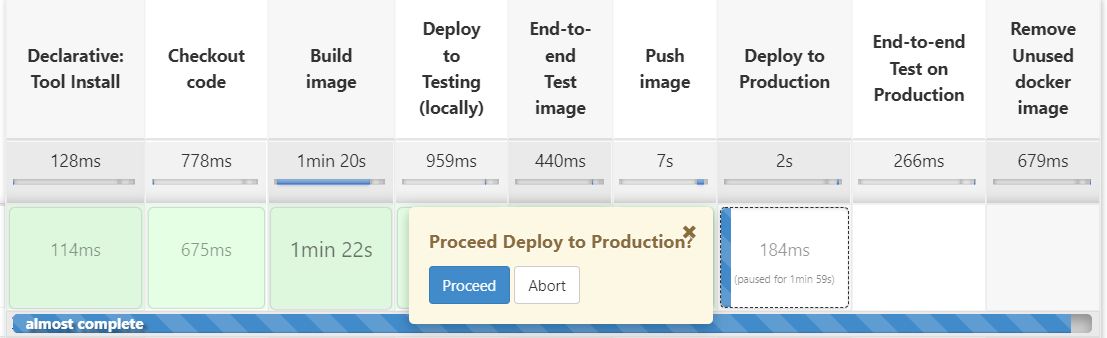 Declarative:
Tool Install
Checkout
code
Build
image
Deploy
to
Testing
(locally)
End-to-
end
Test
image
Push
image
Deploy to
Production
End-to-end
Test on
Production
Remove
Unused
docker
image
128ms
778ms
1min 20s
959ms
440ms
7s
2s
266ms
679ms
114ms
675ms
1min 22s
Proceed Deploy to Production?
✖
Proceed
Abort
184ms
(paused for 1min 59s)
almost complete